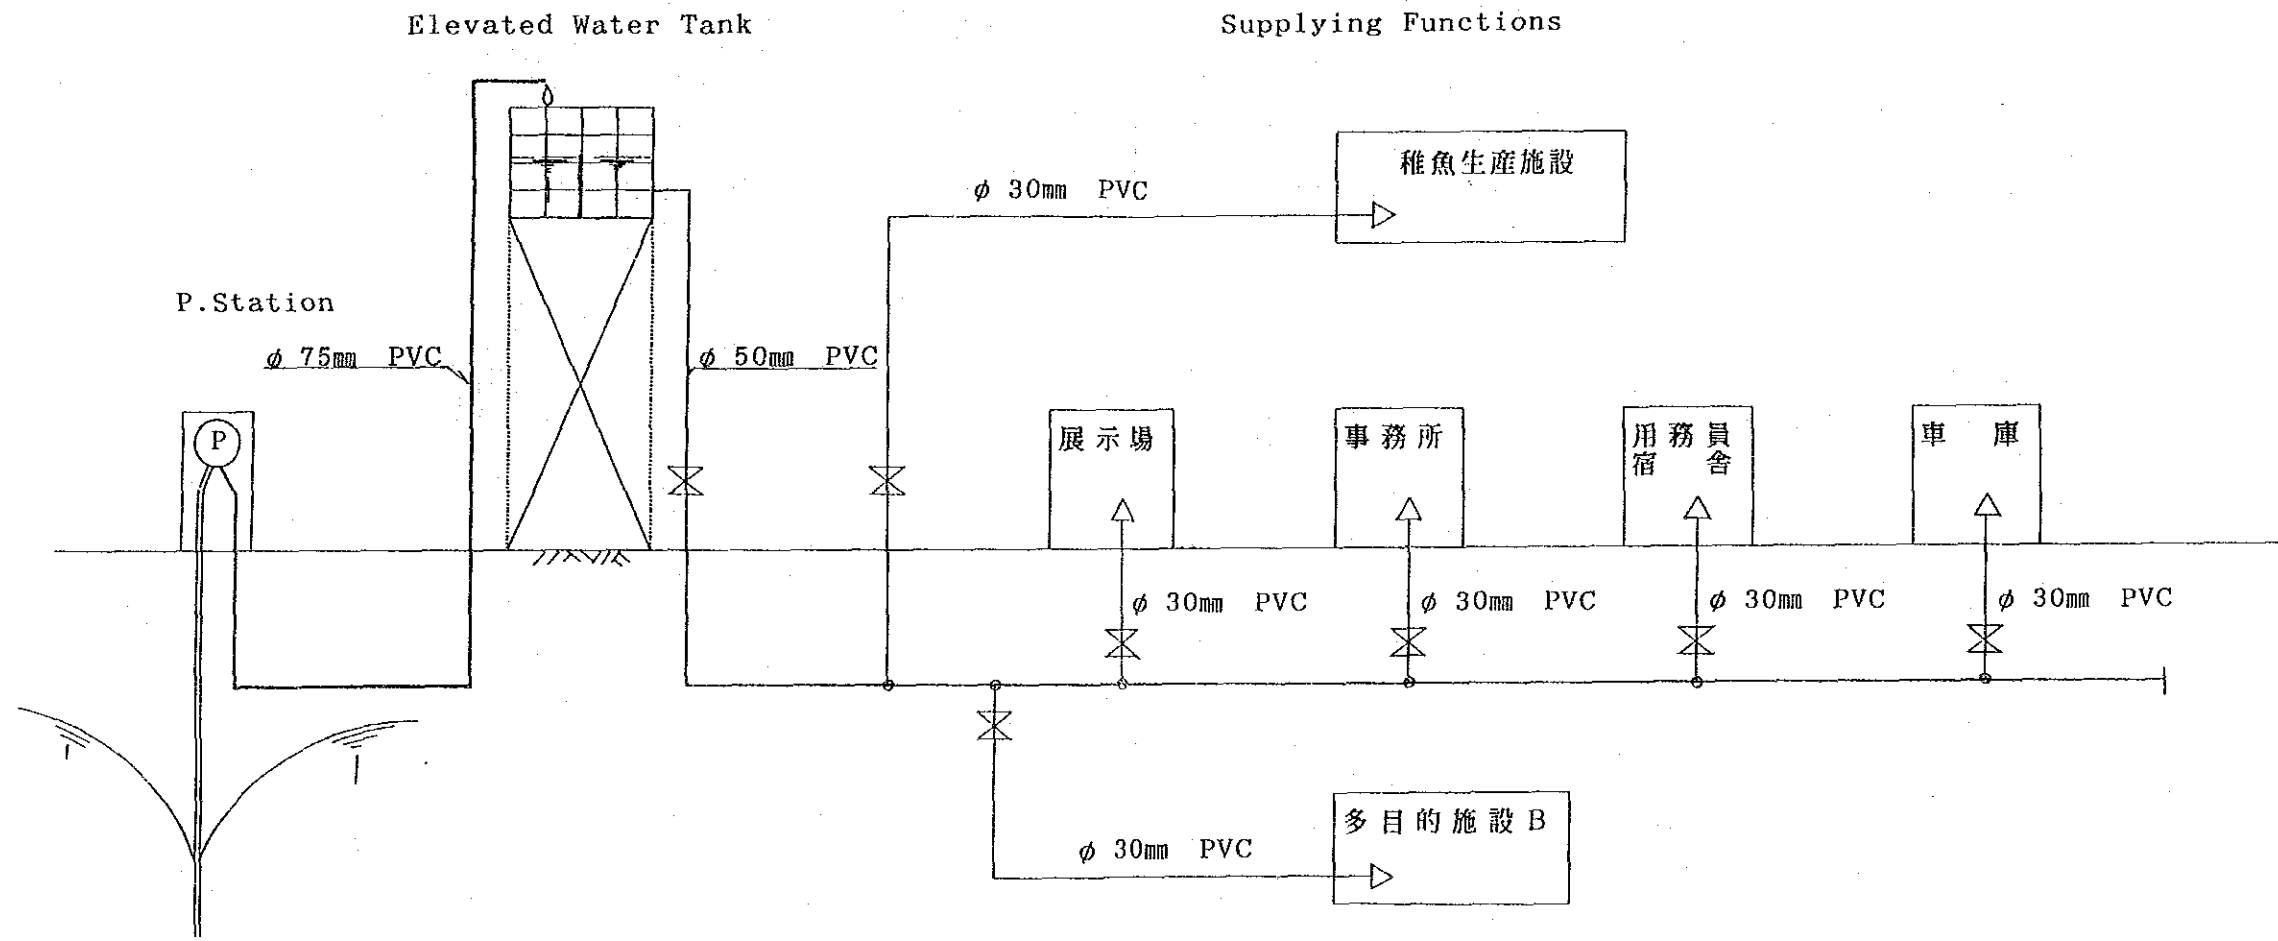 Elevated Water Tank
Supplying Functions
稚魚生産施設
φ 30㎜ PVC
P.Station
φ 75㎜ PVC
φ 50㎜ PVC
P
展示場
事務所
用務員
宿舎
車庫
φ 30㎜ PVC
φ 30㎜ PVC
φ 30㎜ PVC
φ 30㎜ PVC
多目的施設B
φ 30㎜ PVC